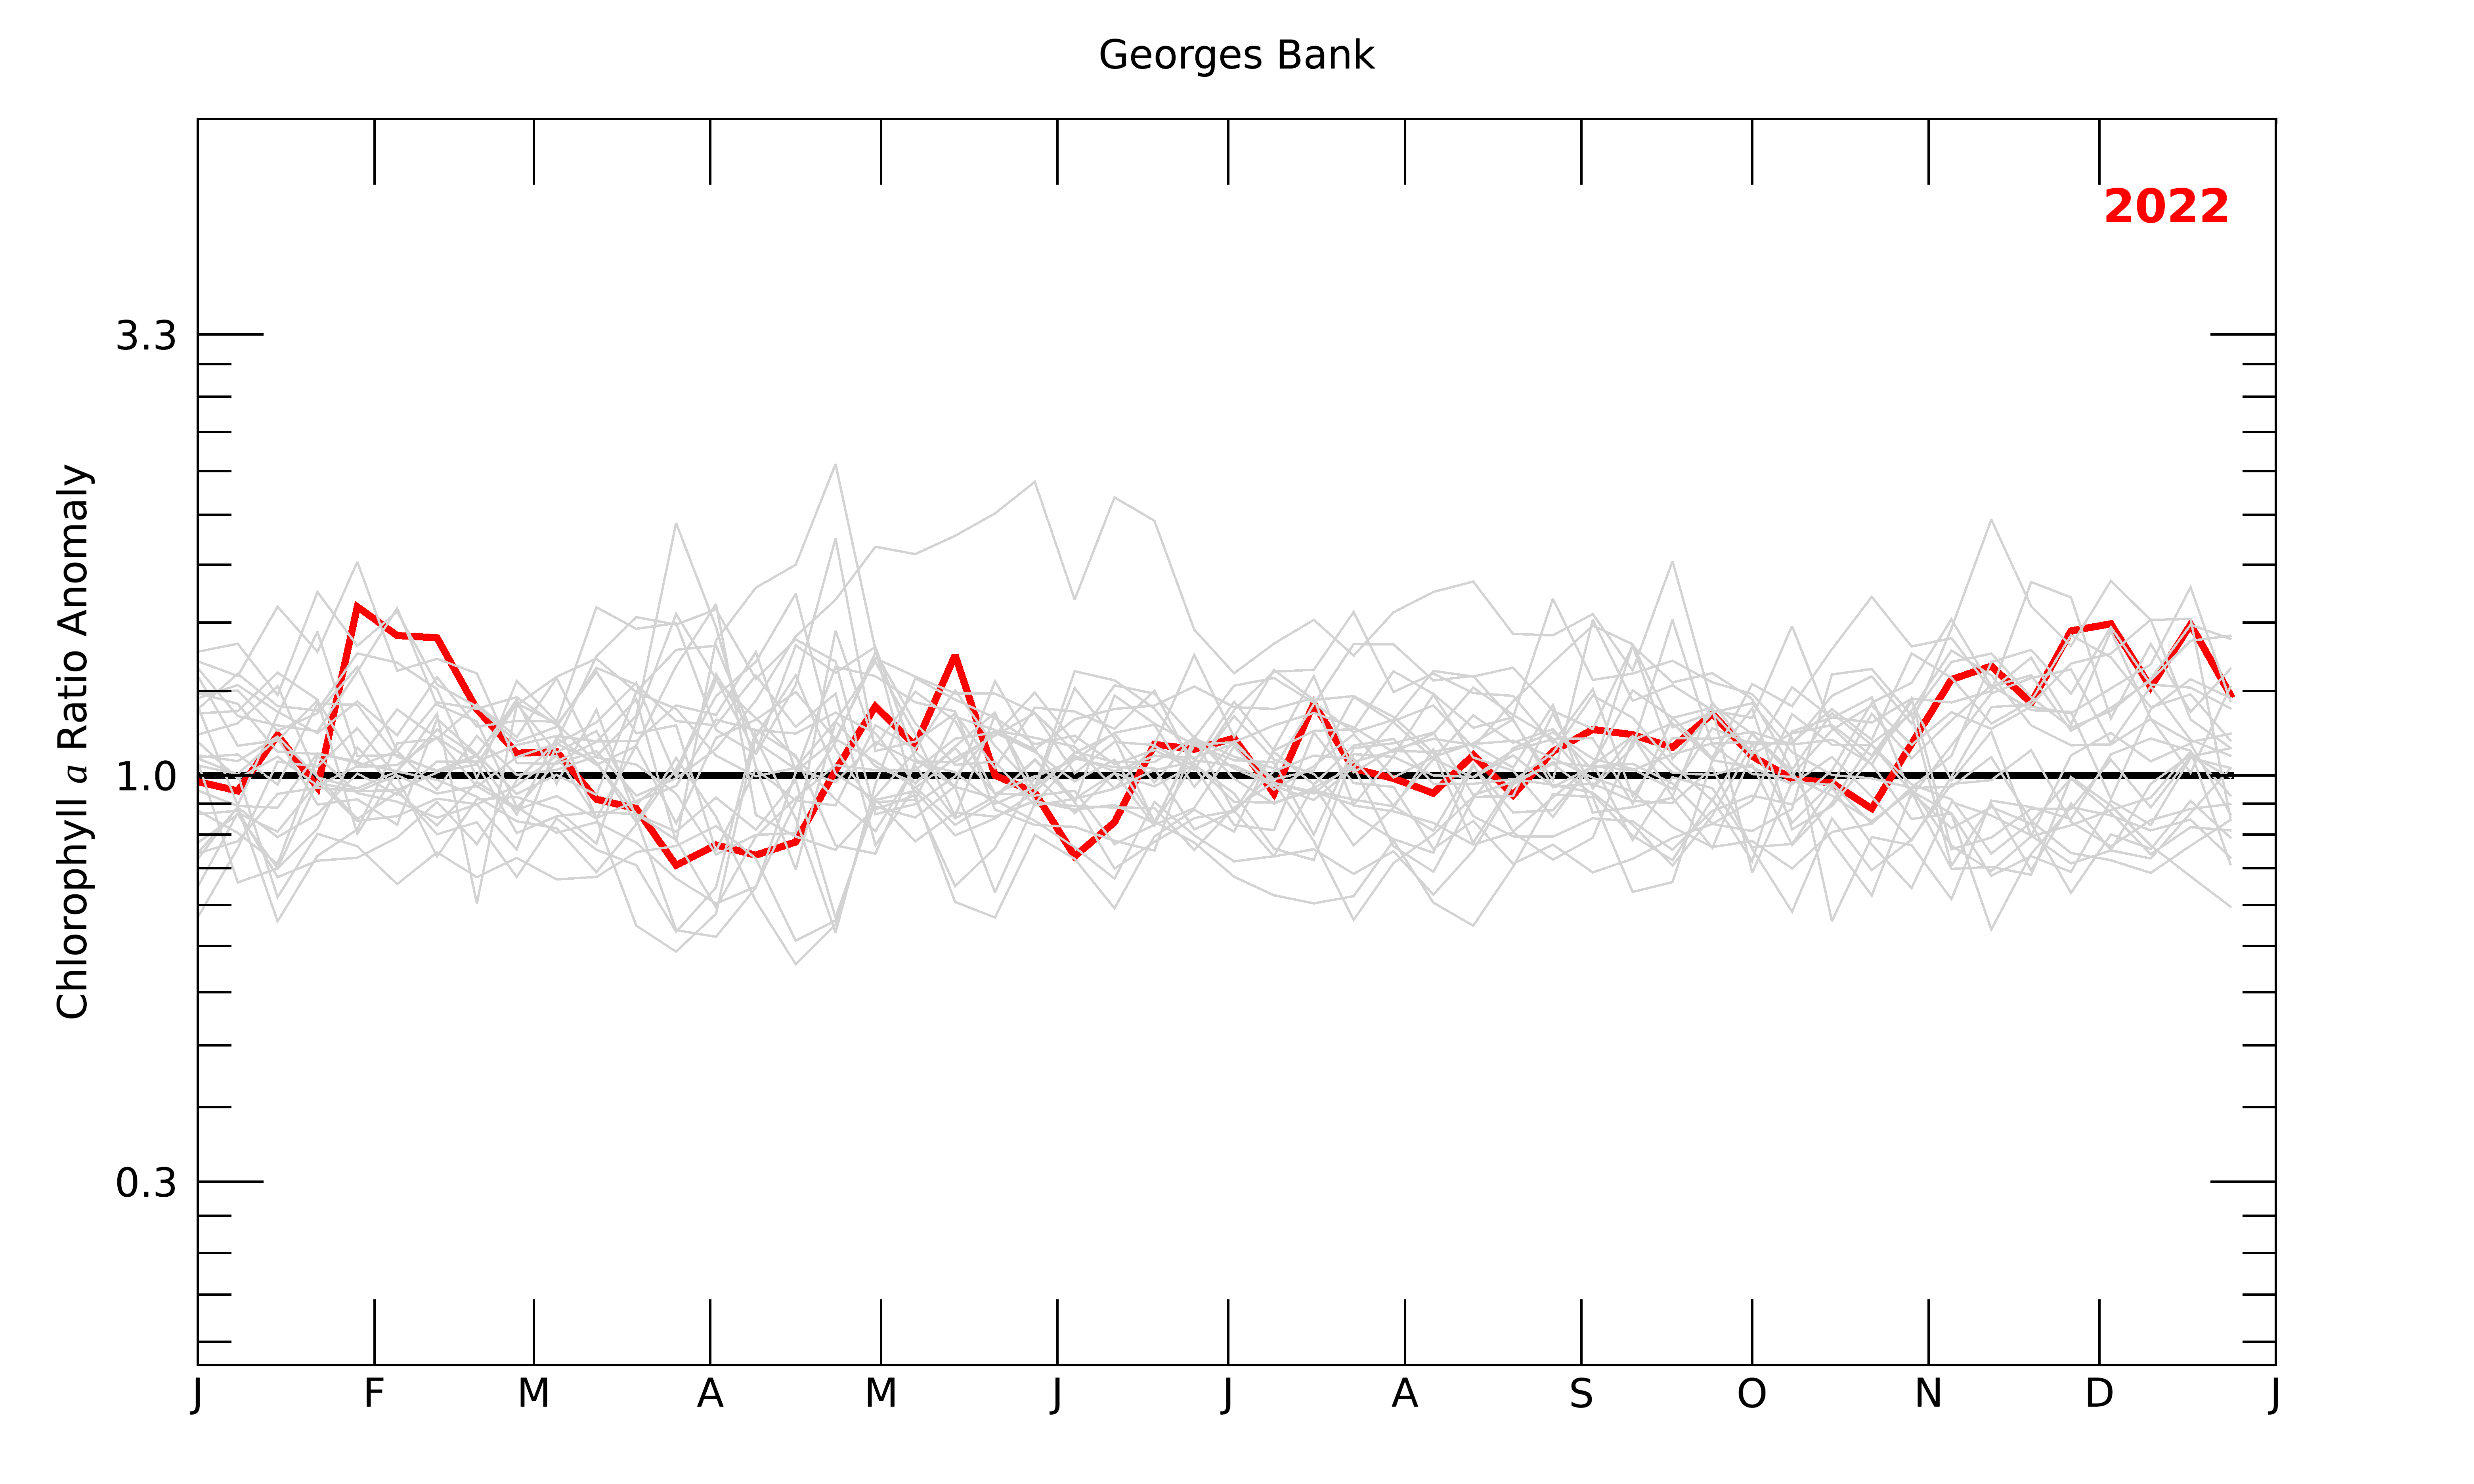 Georges Bank
2022
Chlorophyll a Ratio Anomaly
3.3
1.0
0.3
J F M A M J J A S O N D J